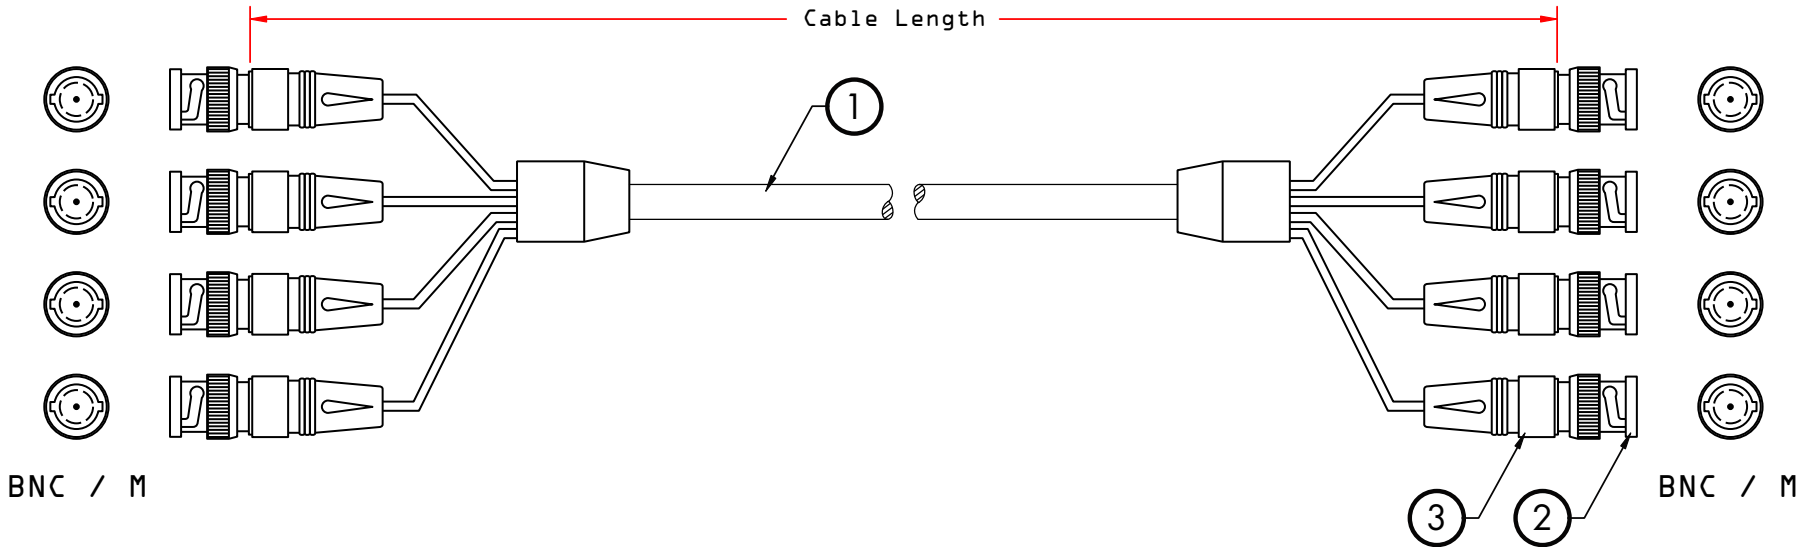 Cable Length
1
BNC / M
BNC / M
3
2